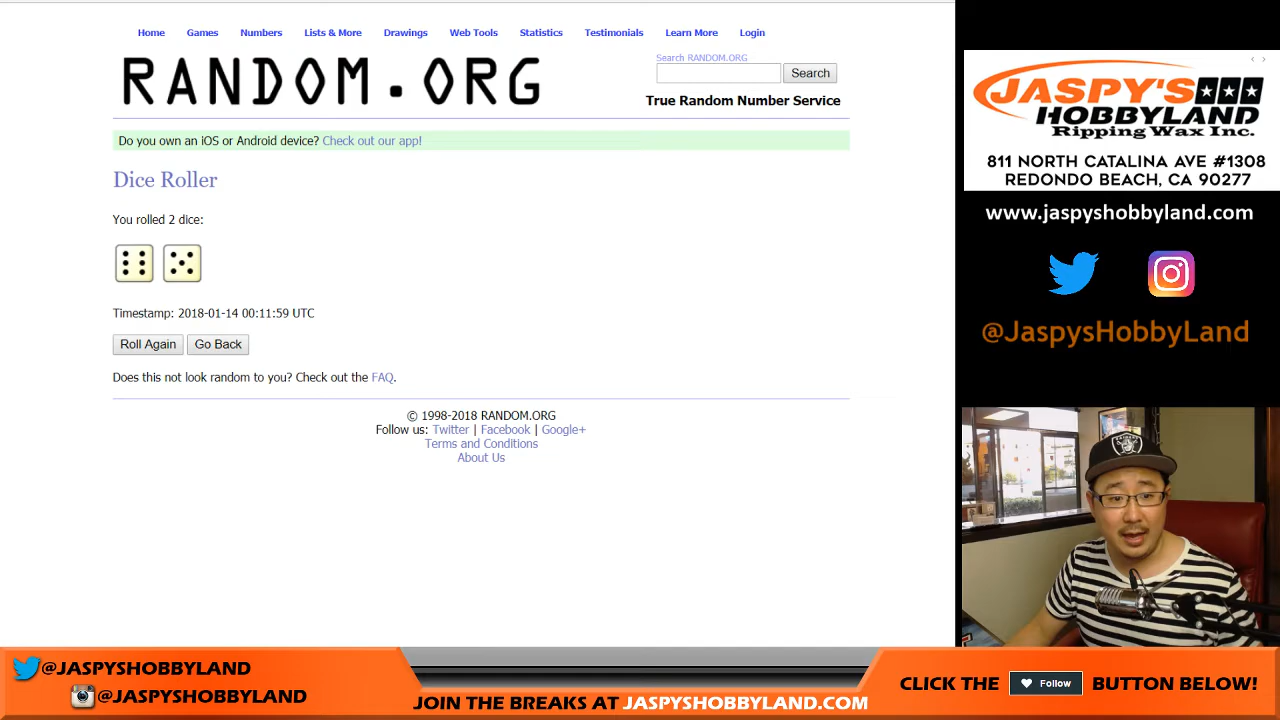 Home Games Numbers Lists & More Drawings Web Tools Statistics Testimonials Learn More Login
RANDOM.ORG
Search RANDOM.ORG
Search
True Random Number Service
Do you own an iOS or Android device? Check out our app!
Dice Roller
You rolled 2 dice:
Timestamp: 2018-01-14 00:11:59 UTC
Roll Again Go Back
Does this not look random to you? Check out the FAQ.
© 1998-2018 RANDOM.ORG
Follow us: Twitter | Facebook | Google+
Terms and Conditions
About Us
JASPY'S
HOBBYLAND
Ripping Wax Inc.
811 NORTH CATALINA AVE #1308
REDONDO BEACH, CA 90277
www.jaspyshobbyland.com
@JaspysHobbyLand
@JASPYSHOBBYLAND
@JASPYSHOBBYLAND
JOIN THE BREAKS AT JASPYSHOBBYLAND.COM
CLICK THE Follow BUTTON BELOW!